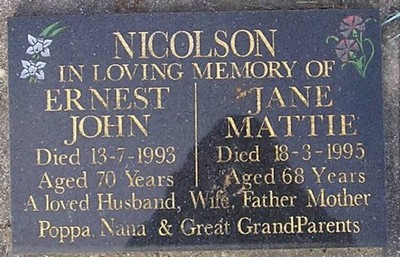 NICOLSON
IN LOVING MEMORY OF
ERNEST JANE
JOHN MATTIE
Died 13-7-1993 Died 18-3-1995
Aged 70 Years Aged 68 Years
A loved Husband, Wife, Father Mother
Poppa, Nana & Great Grand-Parents